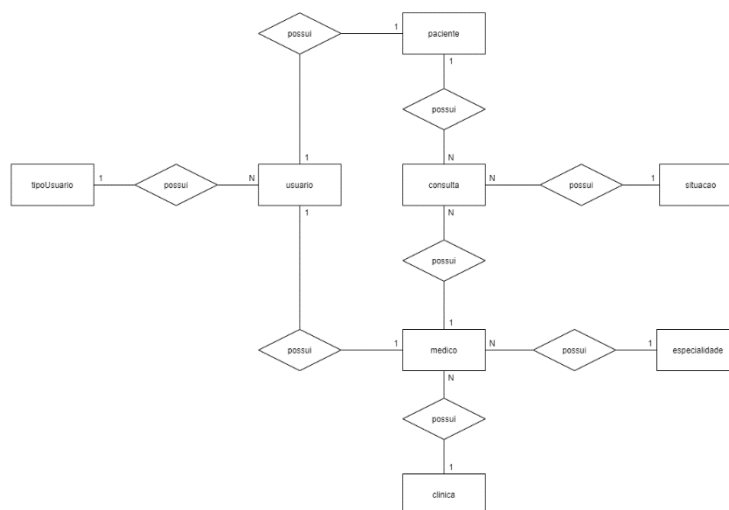 possui
1
paciente
1
possui
1
N
tipoUsuario
1
possui
N
usuario
consulta
N
possui
1
situacao
1
N
possui
1
possui
1
medico
N
possui
1
especialidade
N
possui
1
clinica